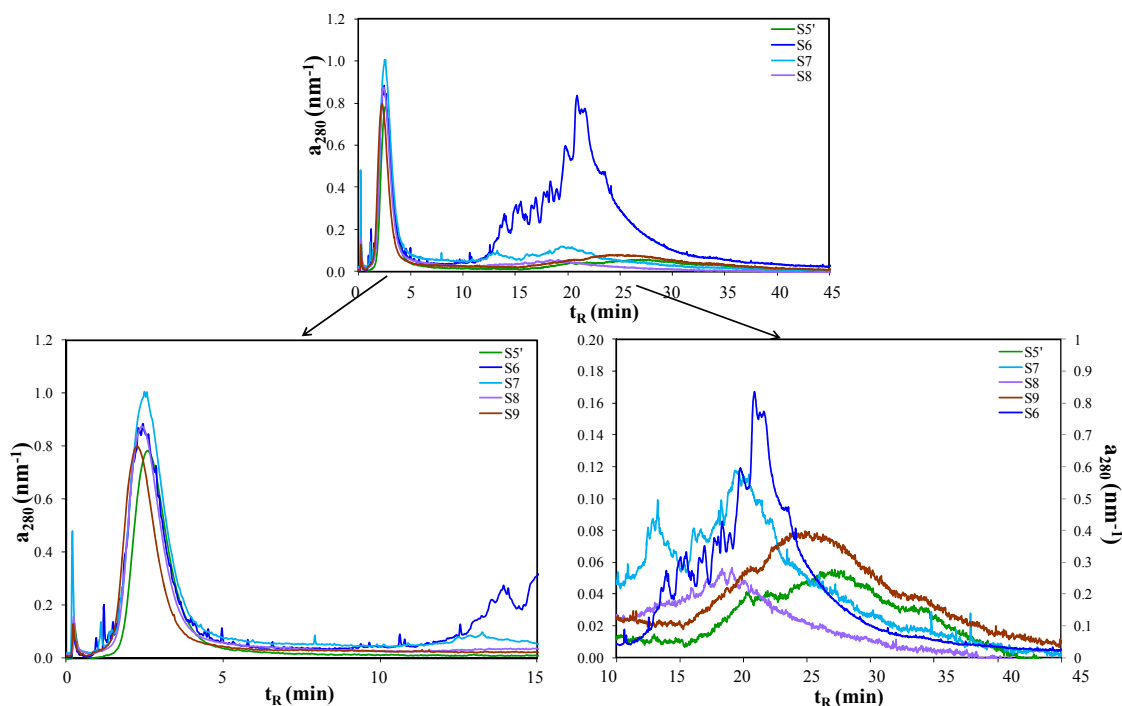 1.2
1.0
0.8
0.6
0.4
0.2
0.0
a280 (nm-1)
S5'
S6
S7
S8
0 5 10 15 20 25 30 35 40 45
tR (min)
1.2
1.0
0.8
0.6
0.4
0.2
0.0
a280 (nm-1)
S5'
S6
S7
S8
S9
0 5 10 15
tR (min)
0.20
0.18
0.16
0.14
0.12
0.10
0.08
0.06
0.04
0.02
0.00
a280 (nm-1)
S5'
S7
S8
S9
S6
1
0.9
0.8
0.7
0.6
0.5
0.4
0.3
0.2
0.1
0
10 15 20 25 30 35 40 44
tR (min)